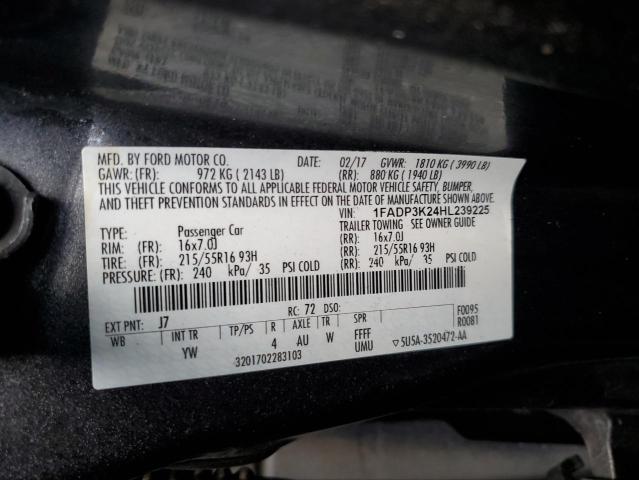 MFD. BY FORD MOTOR CO. DATE: 02/17 GVWR: 1810 KG ( 3990 LB)
GAWR: (FR): 972 KG ( 2143 LB) (RR): 880 KG ( 1940 LB)
THIS VEHICLE CONFORMS TO ALL APPLICABLE FEDERAL MOTOR VEHICLE SAFETY, BUMPER,
AND THEFT PREVENTION STANDARDS IN EFFECT ON THE DATE OF MANUFACTURE SHOWN ABOVE.
VIN: 1FADP3K24HL239225
TYPE: Passenger Car TRAILER TOWING - SEE OWNER GUIDE
RIM: (FR): 16x7.0J (RR): 16x7.0J
TIRE: (FR): 215/55R16 93H (RR): 215/55R16 93H
PRESSURE: (FR): 240 kPa/ 35 PSI COLD (RR): 240 kPa/ 35 PSI COLD
EXT PNT: J7 RC: 72 DSO: F0095
WB INT TR TP/PS R AXLE TR SPR R0081
YW 4 AU W FFFF
UMU
3201702283103 ▽5U5A-3520472-AA